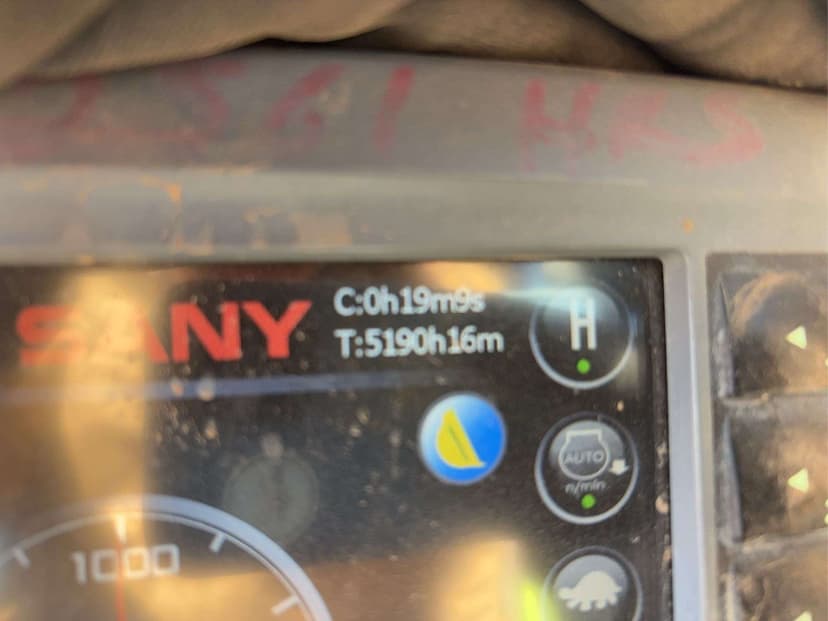 HRS
SANY
C:0h19m9s
T:5190h16m
H
AUTO
n/min
1000